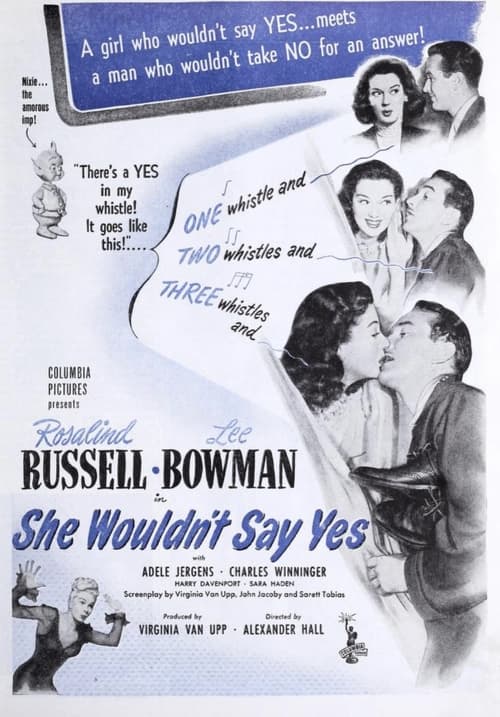 A girl who wouldn't say YES...meets
a man who wouldn't take NO for an answer!
Nixie...
the
amorous
imp!
"There's a YES
in my
whistle!
It goes like
this!"....
ONE whistle and
TWO whistles and
THREE whistles
and
COLUMBIA
PICTURES
presents
Rosalind Lee
RUSSELL · BOWMAN
in
She Wouldn't Say Yes
with
ADELE JERGENS · CHARLES WINNINGER
HARRY DAVENPORT · SARA HADEN
Screenplay by Virginia Van Upp, John Jacoby and Sarett Tobias
Produced by Directed by
VIRGINIA VAN UPP · ALEXANDER HALL
COLUMBIA